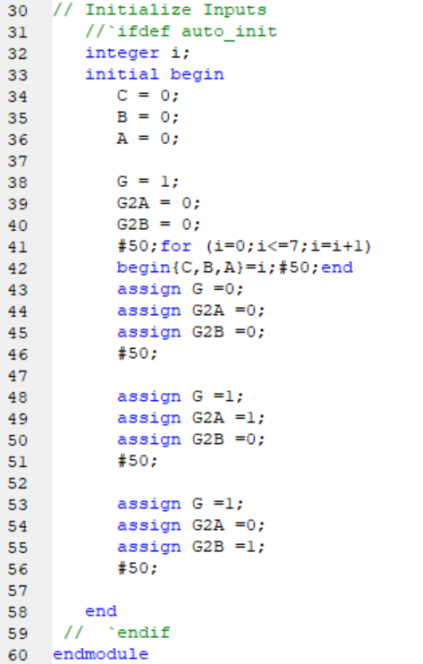 30 // Initialize Inputs
31    //`ifdef auto_init
32    integer i;
33    initial begin
34       C = 0;
35       B = 0;
36       A = 0;
37
38       G = 1;
39       G2A = 0;
40       G2B = 0;
41       #50;for (i=0;i<=7;i=i+1)
42       begin{C,B,A}=i;#50;end
43       assign G =0;
44       assign G2A =0;
45       assign G2B =0;
46       #50;
47
48       assign G =1;
49       assign G2A =1;
50       assign G2B =0;
51       #50;
52
53       assign G =1;
54       assign G2A =0;
55       assign G2B =1;
56       #50;
57
58    end
59  //  `endif
60 endmodule